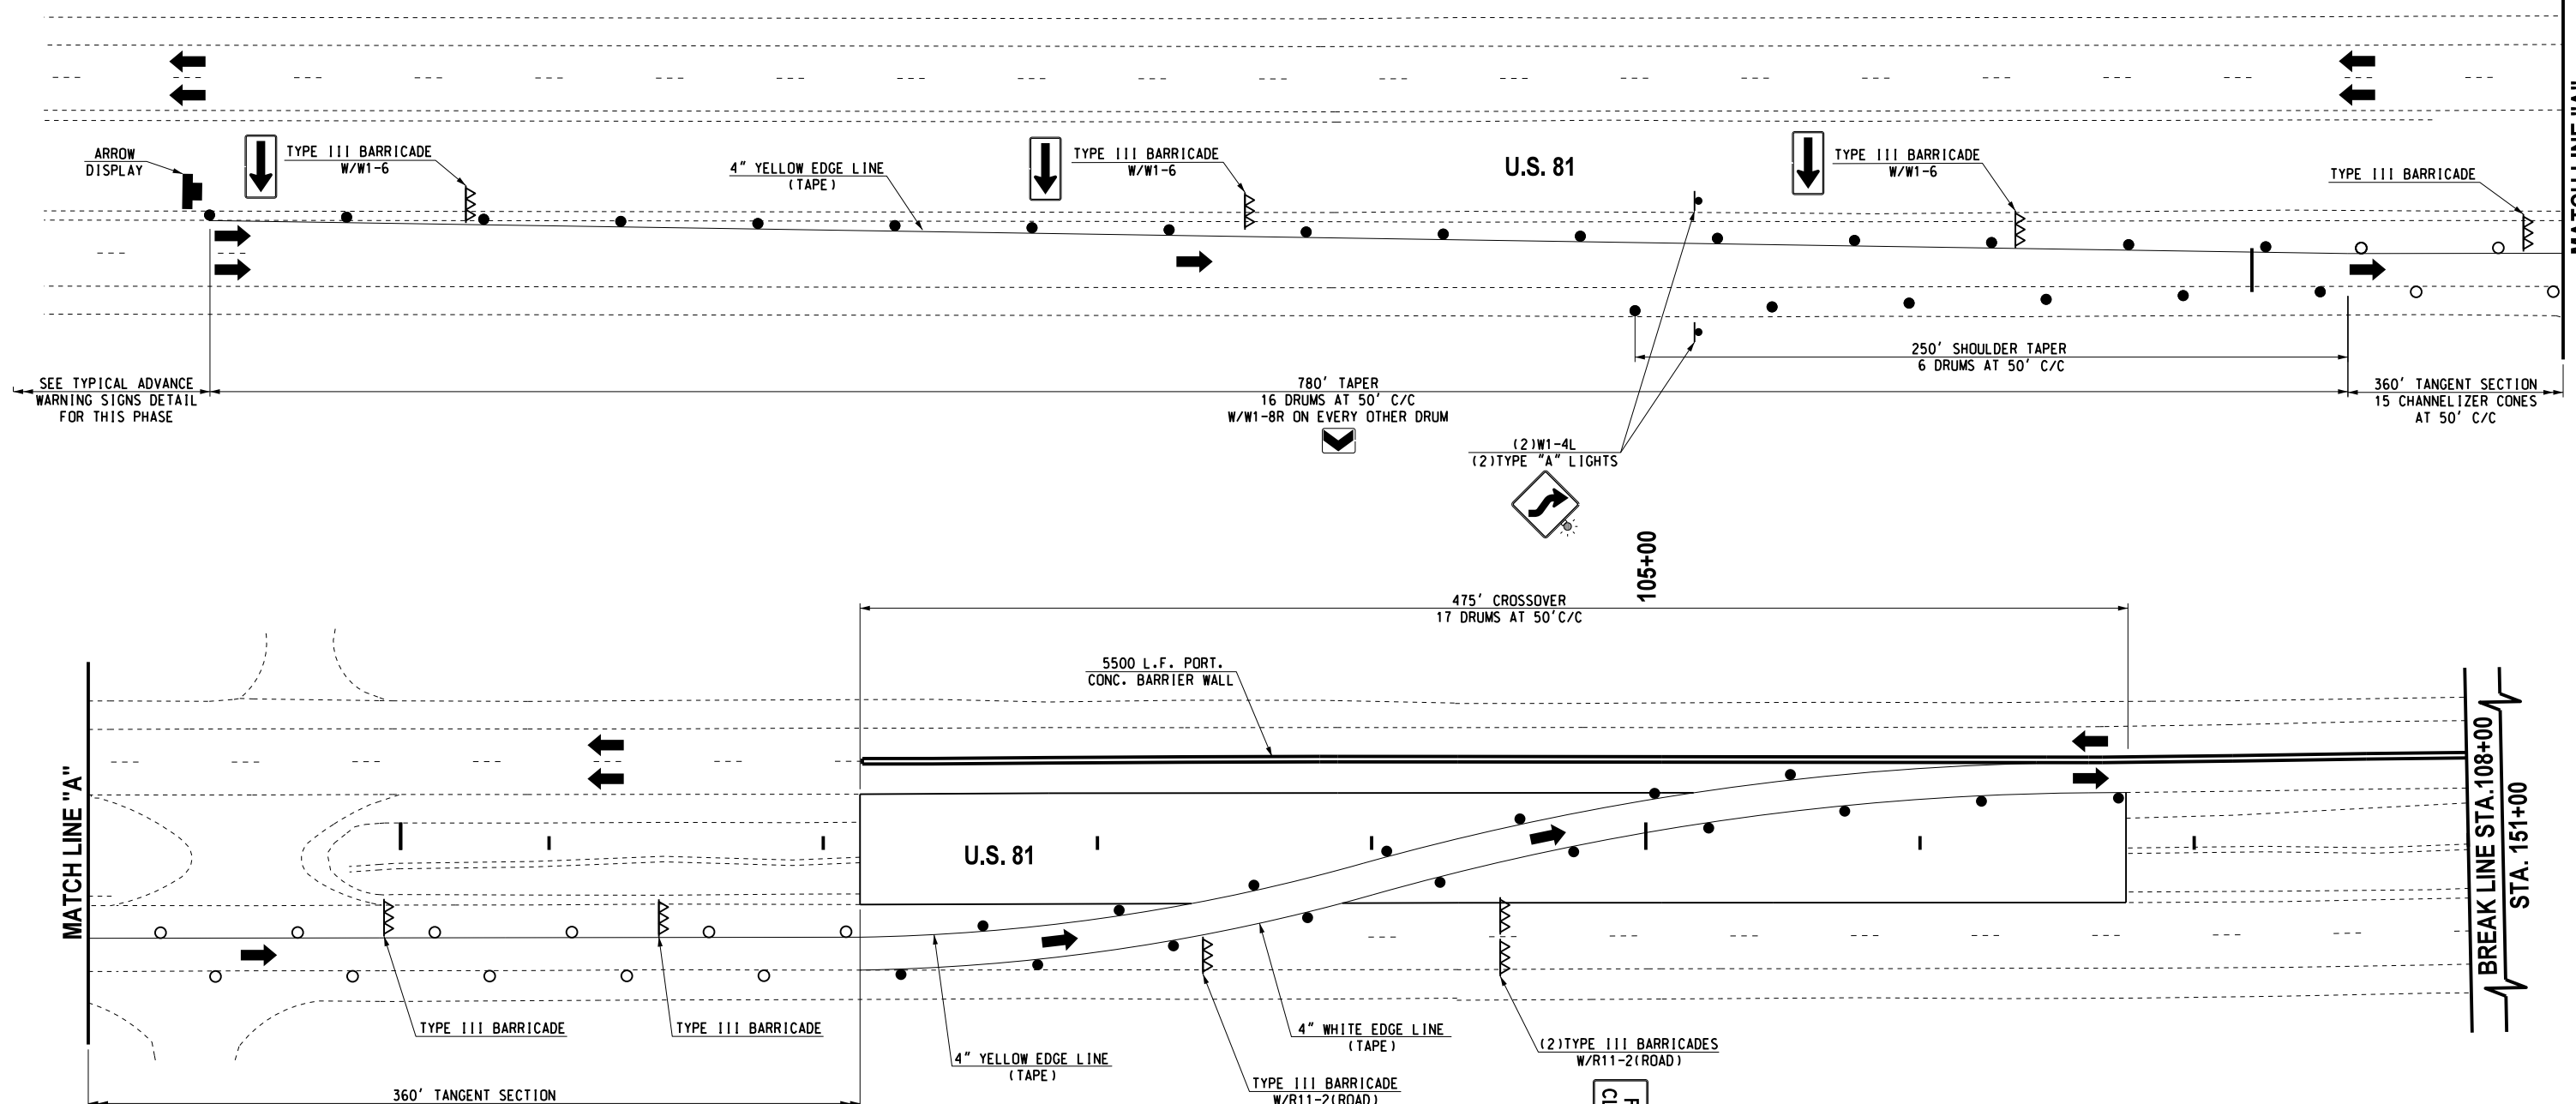 ARROW
DISPLAY
TYPE III BARRICADE
W/W1-6
4" YELLOW EDGE LINE
(TAPE)
TYPE III BARRICADE
W/W1-6
U.S. 81
TYPE III BARRICADE
W/W1-6
TYPE III BARRICADE
SEE TYPICAL ADVANCE
WARNING SIGNS DETAIL
FOR THIS PHASE
780' TAPER
16 DRUMS AT 50' C/C
W/W1-8R ON EVERY OTHER DRUM
250' SHOULDER TAPER
6 DRUMS AT 50' C/C
360' TANGENT SECTION
15 CHANNELIZER CONES
AT 50' C/C
(2)W1-4L
(2)TYPE "A" LIGHTS
105+00
475' CROSSOVER
17 DRUMS AT 50'C/C
5500 L.F. PORT.
CONC. BARRIER WALL
MATCH LINE "A"
U.S. 81
BREAK LINE STA.108+00
STA. 151+00
TYPE III BARRICADE
TYPE III BARRICADE
4" YELLOW EDGE LINE
(TAPE)
4" WHITE EDGE LINE
(TAPE)
(2)TYPE III BARRICADES
W/R11-2(ROAD)
TYPE III BARRICADE
W/R11-2(ROAD)
360' TANGENT SECTION